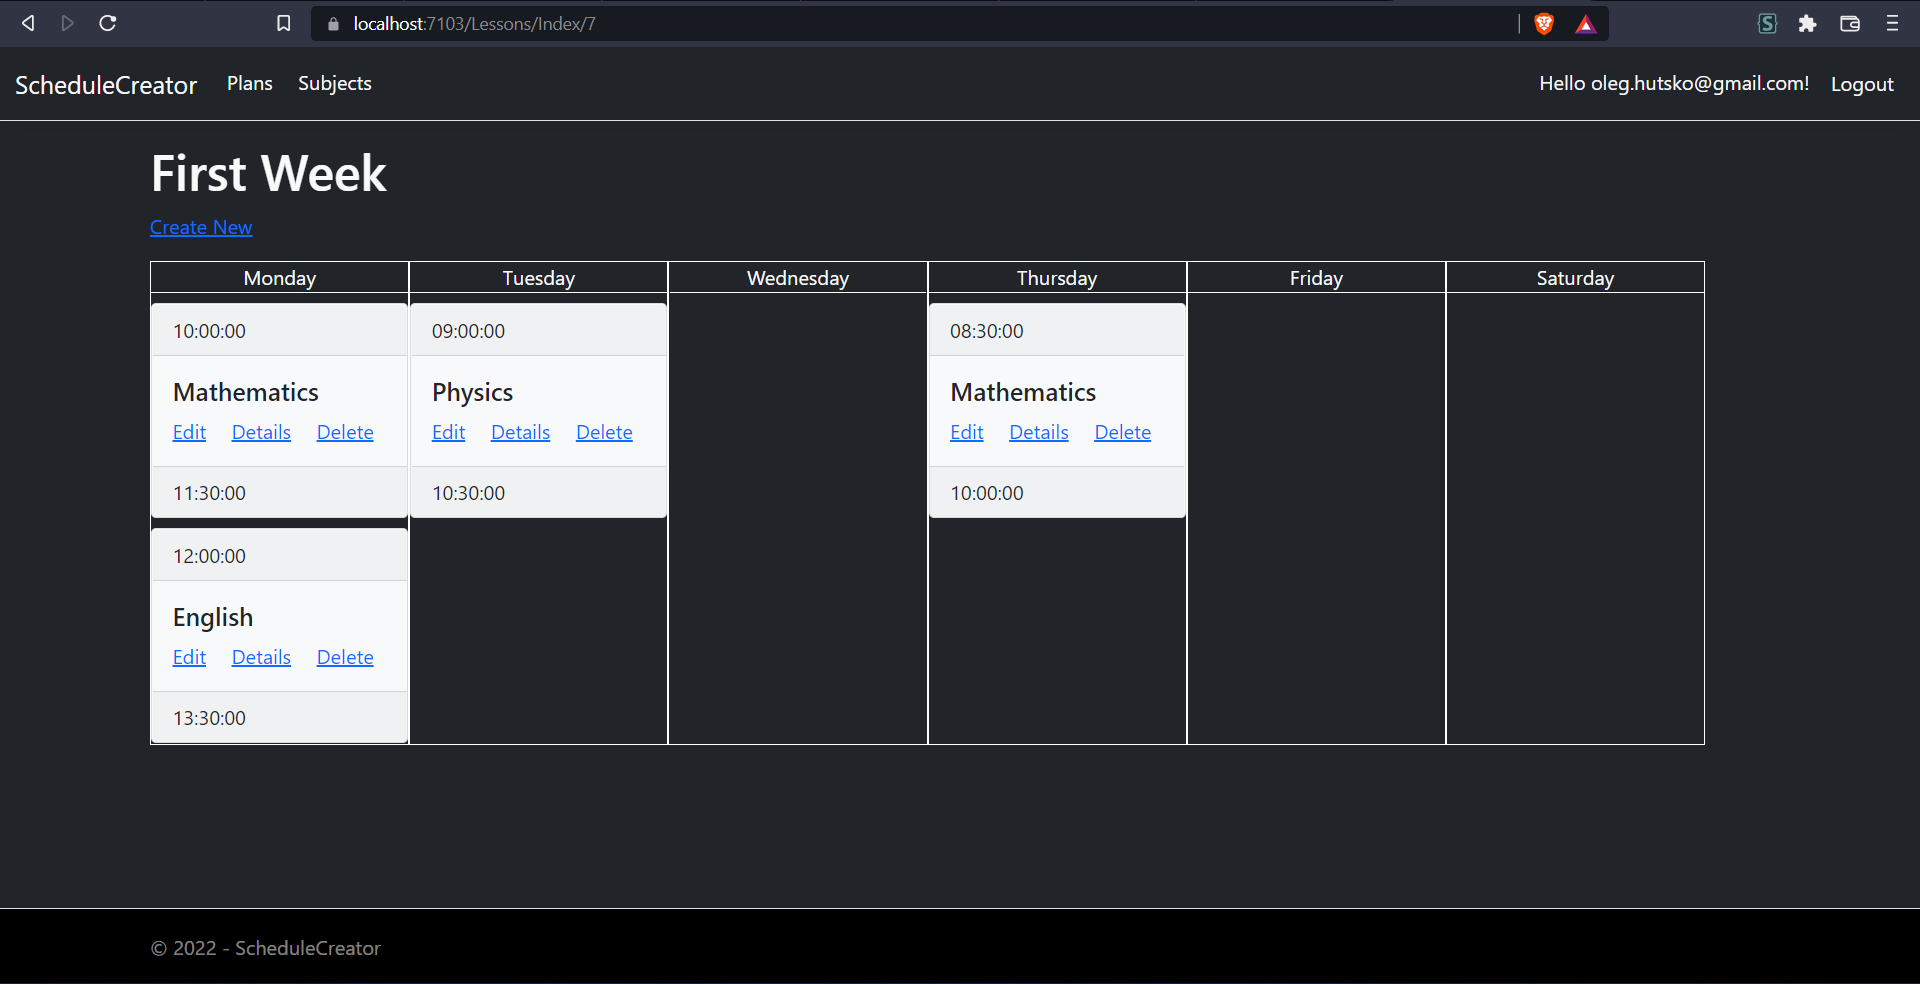 localhost:7103/Lessons/Index/7
ScheduleCreator Plans Subjects Hello oleg.hutsko@gmail.com! Logout
First Week
Create New
Monday Tuesday Wednesday Thursday Friday Saturday
10:00:00
Mathematics
Edit Details Delete
11:30:00
12:00:00
English
Edit Details Delete
13:30:00
09:00:00
Physics
Edit Details Delete
10:30:00
08:30:00
Mathematics
Edit Details Delete
10:00:00
© 2022 - ScheduleCreator